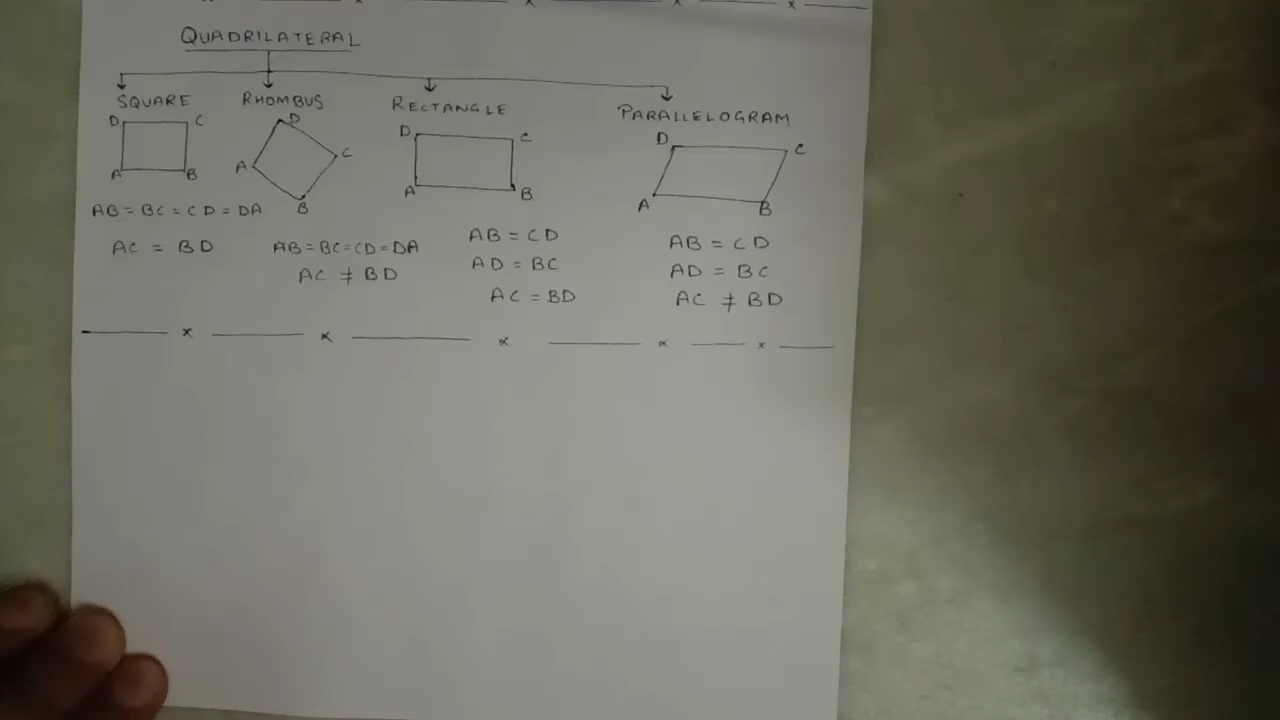 QUADRILATERAL
SQUARE RHOMBUS RECTANGLE PARALLELOGRAM
D C
A B
D
A C
B
D C
A B
D C
A B
AB = BC = CD = DA
AC = BD
AB = BC = CD = DA
AC ≠ BD
AB = CD
AD = BC
AC = BD
AB = CD
AD = BC
AC ≠ BD